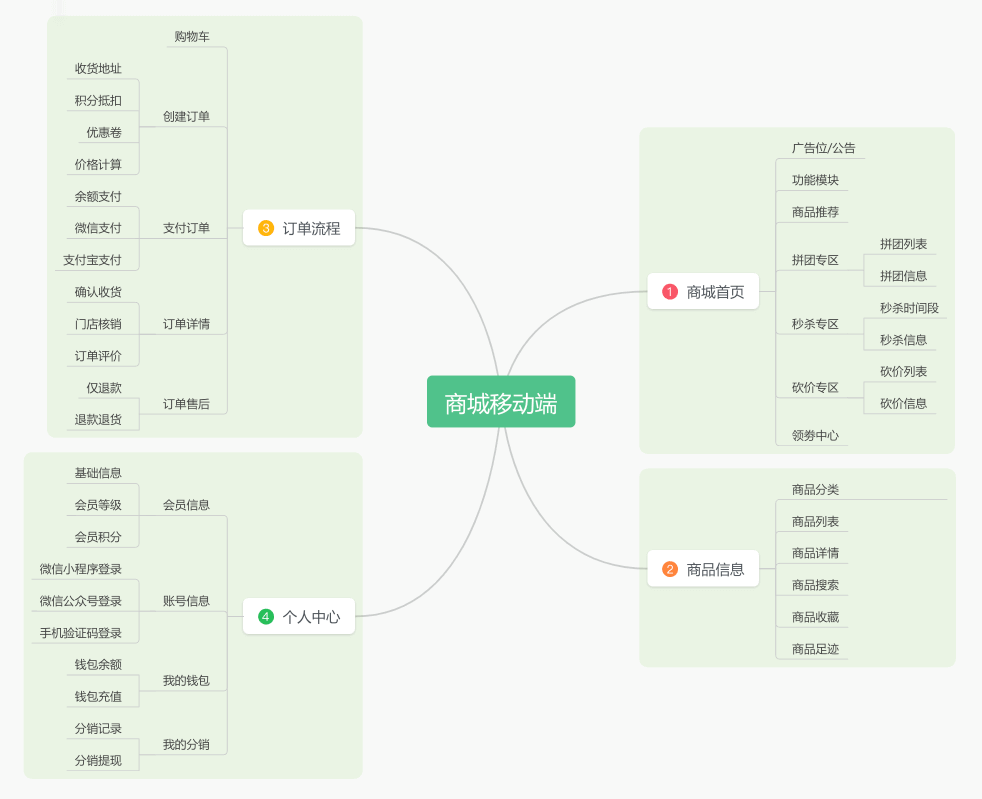 商城移动端
1 商城首页
广告位/公告
功能模块
商品推荐
拼团专区
拼团列表
拼团信息
秒杀专区
秒杀时间段
秒杀信息
砍价专区
砍价列表
砍价信息
领劵中心
2 商品信息
商品分类
商品列表
商品详情
商品搜索
商品收藏
商品足迹
3 订单流程
购物车
创建订单
收货地址
积分抵扣
优惠卷
价格计算
支付订单
余额支付
微信支付
支付宝支付
订单详情
确认收货
门店核销
订单评价
订单售后
仅退款
退款退货
4 个人中心
会员信息
基础信息
会员等级
会员积分
账号信息
微信小程序登录
微信公众号登录
手机验证码登录
我的钱包
钱包余额
钱包充值
我的分销
分销记录
分销提现